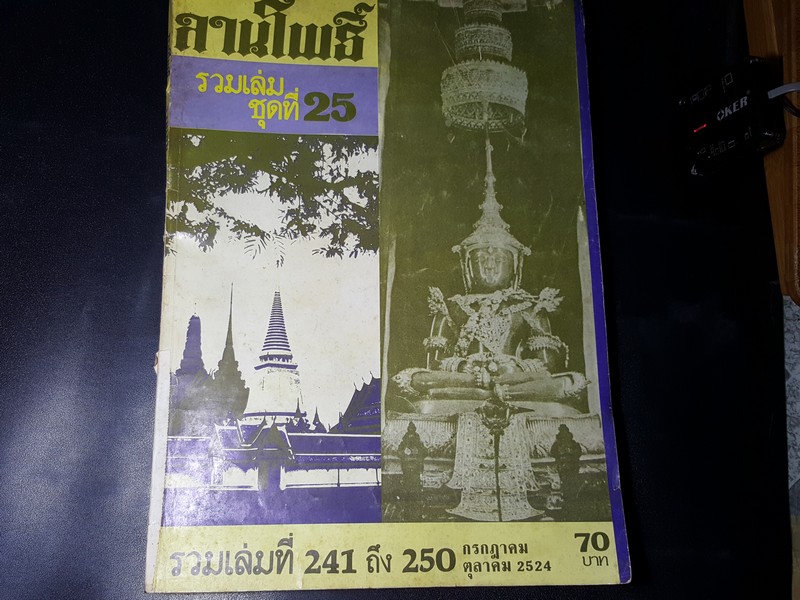 ลานโพธิ์
รวมเล่ม
ชุดที่ 25
รวมเล่มที่ 241 ถึง 250
กรกฎาคม
ตุลาคม 2524
70
บาท
OKER